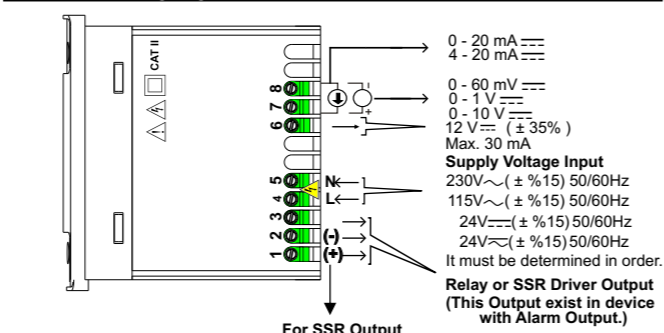 CAT II
8
7
6
5
4
3
2
1
N
L
(-)
(+)
-
+
0 - 20 mA
4 - 20 mA
0 - 60 mV
0 - 1 V
0 - 10 V
12 V ( ± 35% )
Max. 30 mA
Supply Voltage Input
230V ( ± %15) 50/60Hz
115V ( ± %15) 50/60Hz
24V ( ± %15) 50/60Hz
24V ( ± %15) 50/60Hz
It must be determined in order.
Relay or SSR Driver Output
(This Output exist in device
with Alarm Output.)
For SSR Output